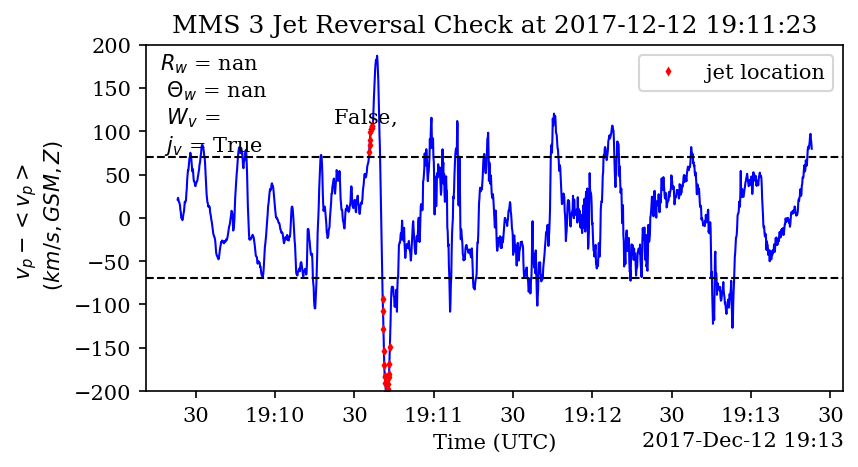 MMS 3 Jet Reversal Check at 2017-12-12 19:11:23
200
150
100
50
0
−50
−100
−150
−200
v_p − < v_p >
(km/s, GSM, Z)
R_w = nan
Θ_w = nan
W_v = False,
j_v = True
jet location
30 19:10 30 19:11 30 19:12 30 19:13 30
Time (UTC)
2017-Dec-12 19:13